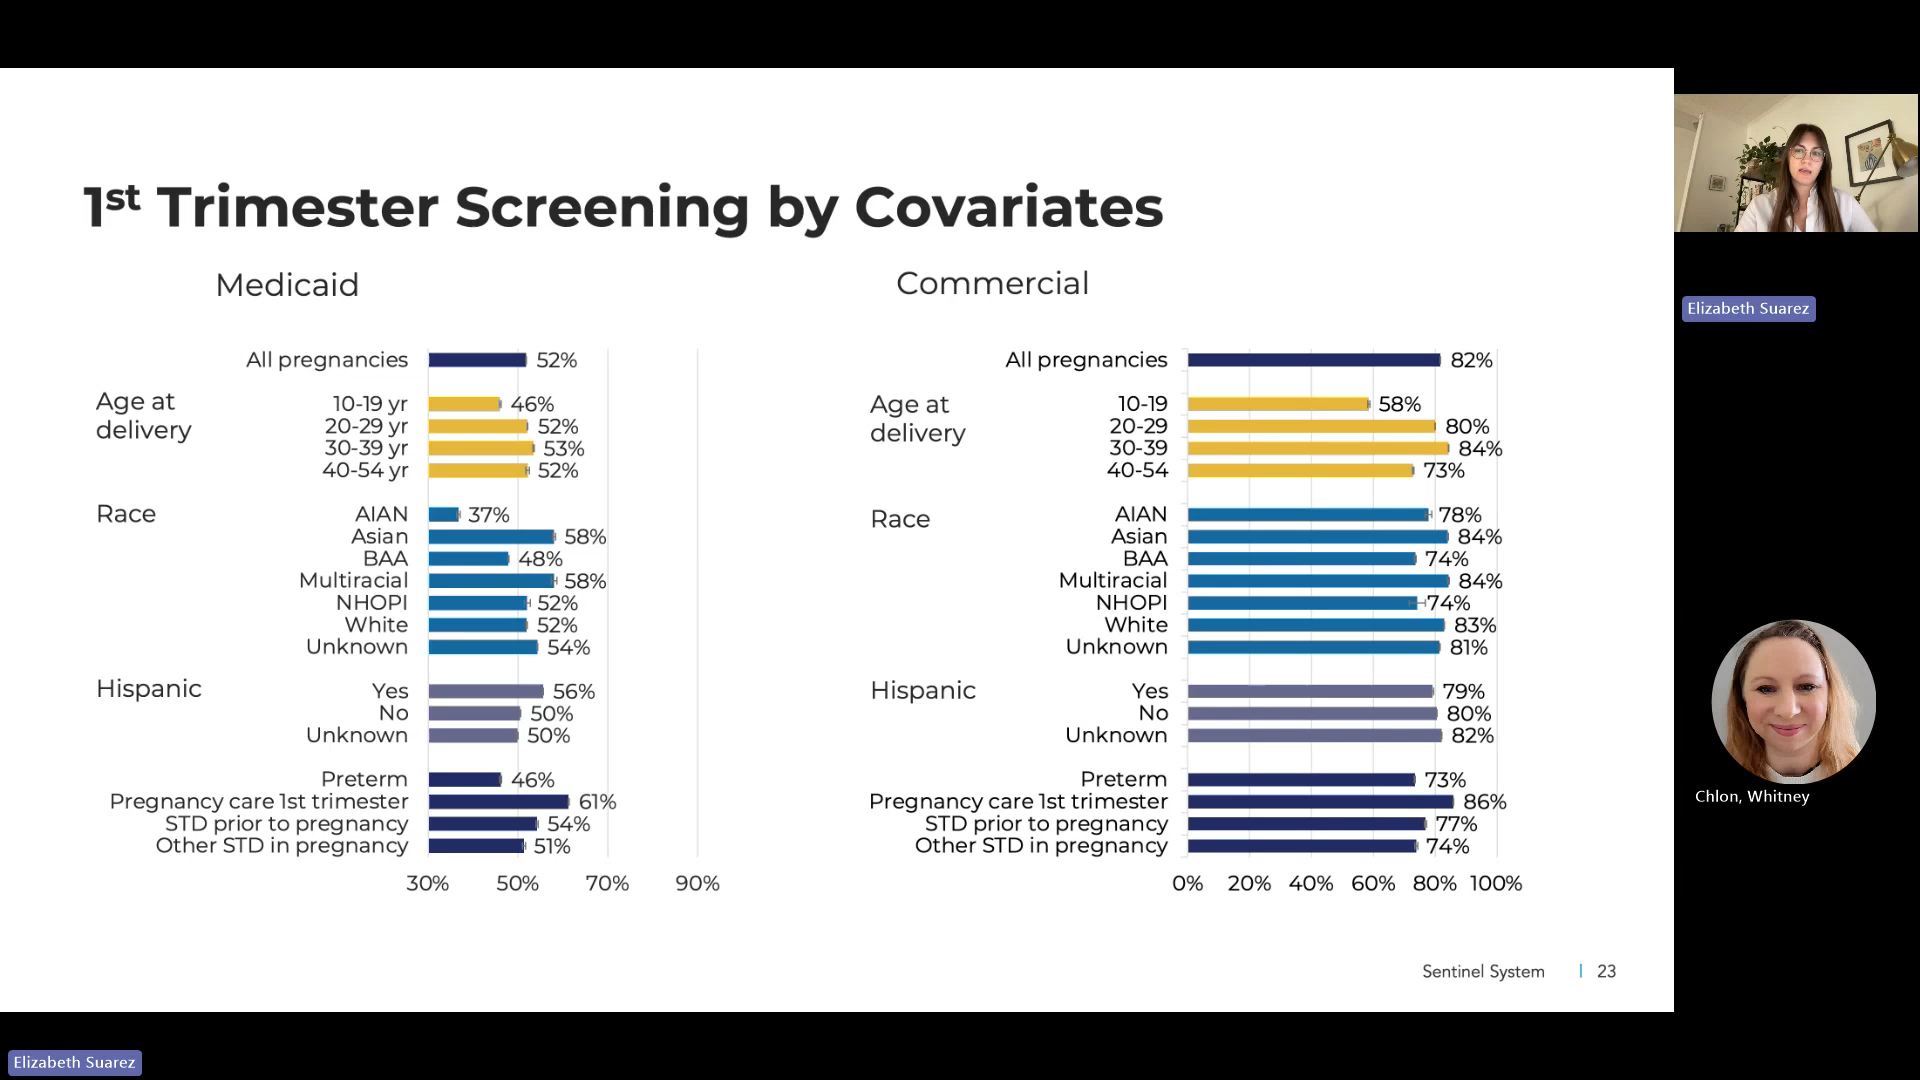 1st Trimester Screening by Covariates
Medicaid
All pregnancies 52%
Age at
delivery
10-19 yr 46%
20-29 yr 52%
30-39 yr 53%
40-54 yr 52%
Race
AIAN 37%
Asian 58%
BAA 48%
Multiracial 58%
NHOPI 52%
White 52%
Unknown 54%
Hispanic
Yes 56%
No 50%
Unknown 50%
Preterm 46%
Pregnancy care 1st trimester 61%
STD prior to pregnancy 54%
Other STD in pregnancy 51%
30% 50% 70% 90%
Commercial
All pregnancies 82%
Age at
delivery
10-19 58%
20-29 80%
30-39 84%
40-54 73%
Race
AIAN 78%
Asian 84%
BAA 74%
Multiracial 84%
NHOPI 74%
White 83%
Unknown 81%
Hispanic
Yes 79%
No 80%
Unknown 82%
Preterm 73%
Pregnancy care 1st trimester 86%
STD prior to pregnancy 77%
Other STD in pregnancy 74%
0% 20% 40% 60% 80% 100%
Sentinel System | 23
Elizabeth Suarez
Chlon, Whitney
Elizabeth Suarez